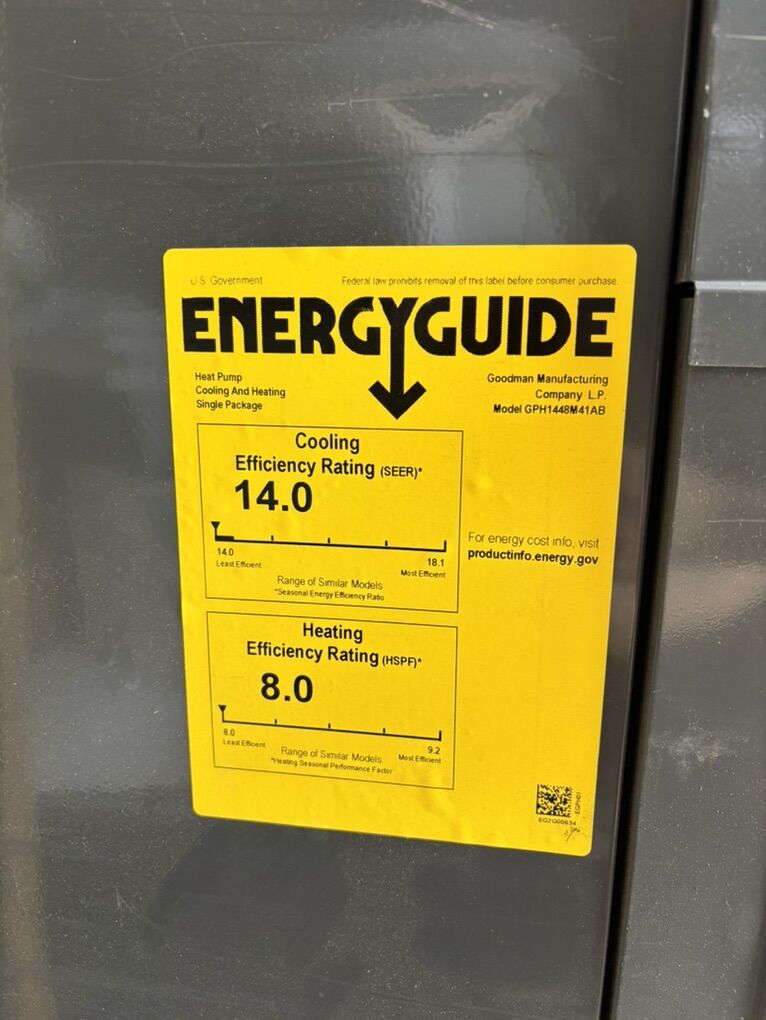 U.S. Government Federal law prohibits removal of this label before consumer purchase.
ENERGYGUIDE
Heat Pump
Cooling And Heating
Single Package
Goodman Manufacturing
Company L.P.
Model GPH1448M41AB
Cooling
Efficiency Rating (SEER)*
14.0
14.0 18.1
Least Efficient Most Efficient
Range of Similar Models
*Seasonal Energy Efficiency Ratio
For energy cost info, visit
productinfo.energy.gov
Heating
Efficiency Rating (HSPF)*
8.0
8.0 9.2
Least Efficient Most Efficient
Range of Similar Models
*Heating Seasonal Performance Factor
EG2G00634